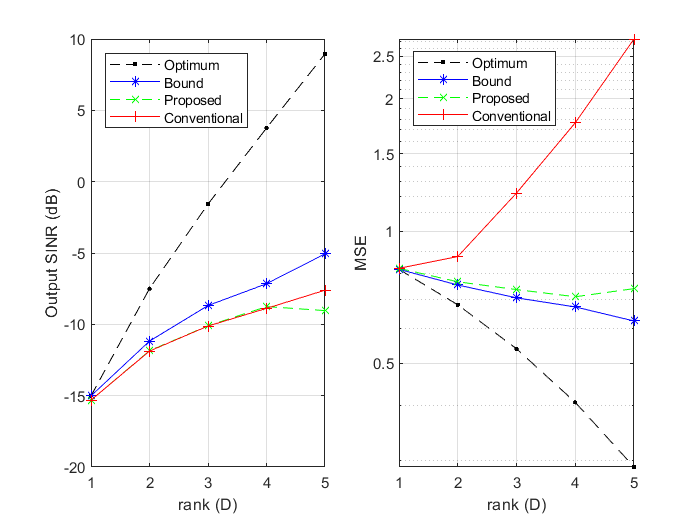 10
5
0
-5
-10
-15
-20
Output SINR (dB)
1 2 3 4 5
rank (D)
Optimum
Bound
Proposed
Conventional
2.5
2
1.5
1
0.5
MSE
1 2 3 4 5
rank (D)
Optimum
Bound
Proposed
Conventional